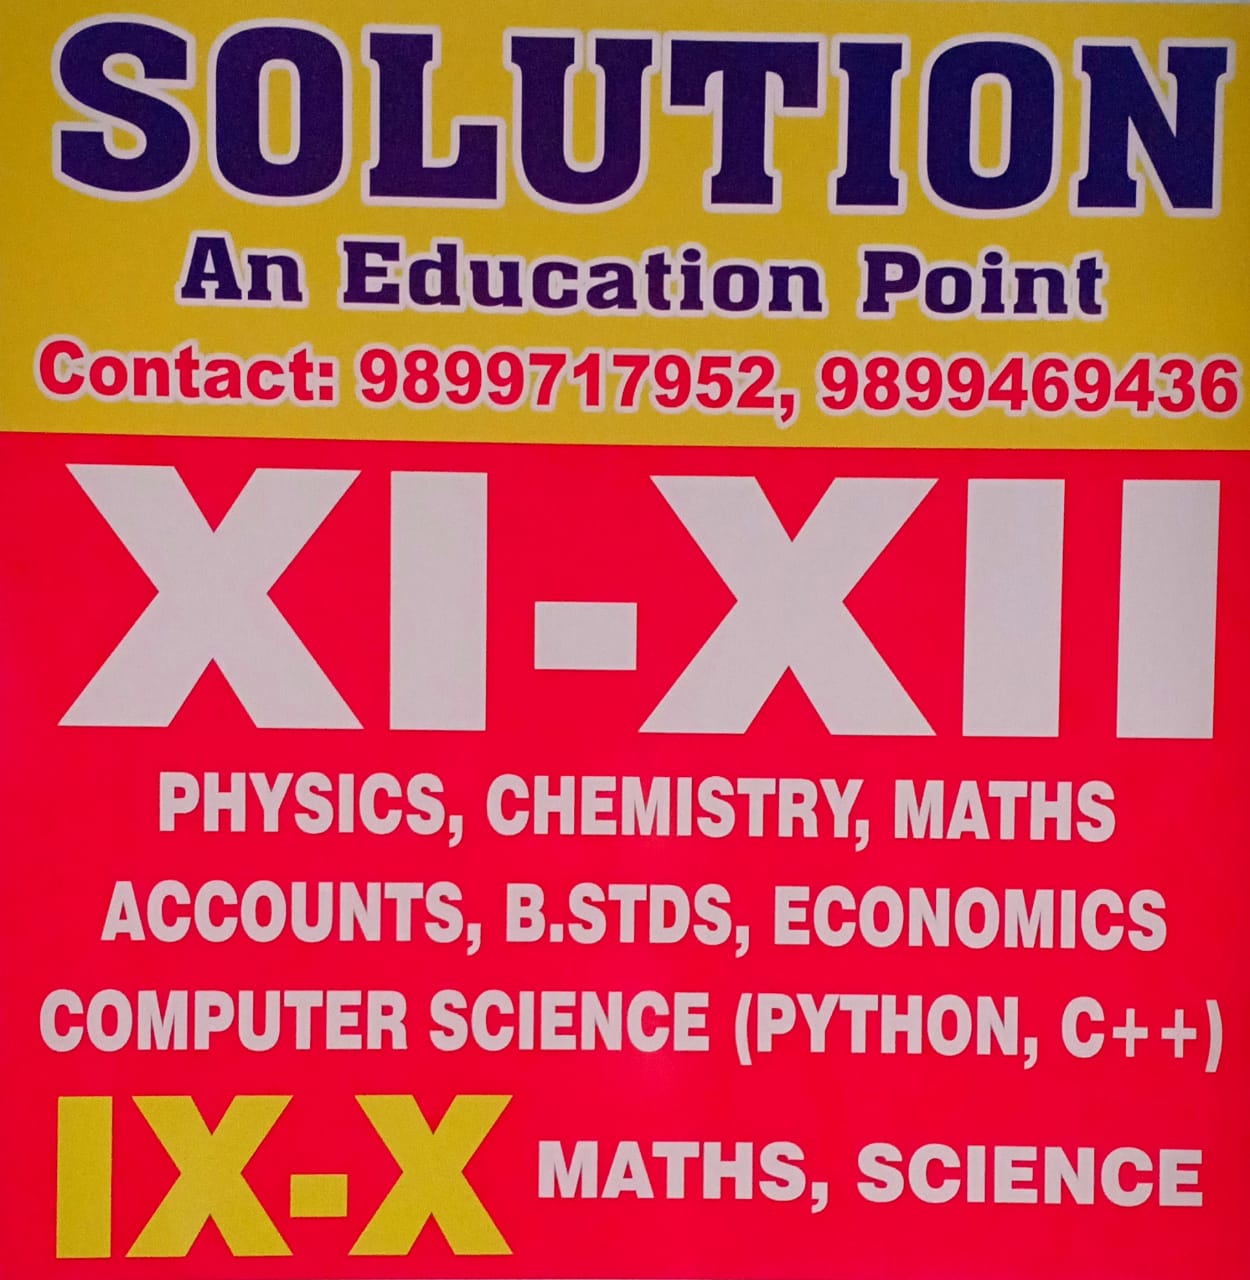 SOLUTION
An Education Point
Contact: 9899717952, 9899469436
XI-XII
PHYSICS, CHEMISTRY, MATHS
ACCOUNTS, B.STDS, ECONOMICS
COMPUTER SCIENCE (PYTHON, C++)
IX-X MATHS, SCIENCE